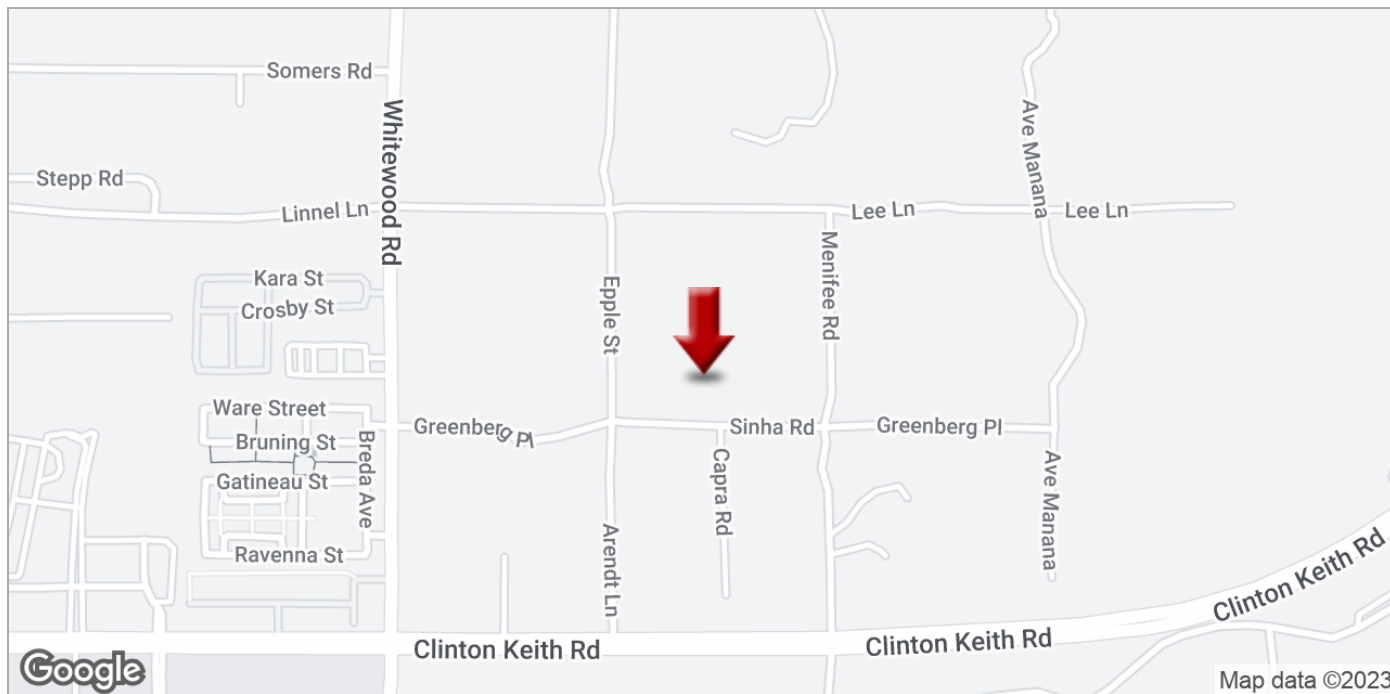 Somers Rd
Whitewood Rd
Ave Manana
Stepp Rd
Linnel Ln
Lee Ln
Lee Ln
Menifee Rd
Kara St
Crosby St
Epple St
Ware Street
Bruning St
Breda Ave
Greenberg Pl
Sinha Rd
Greenberg Pl
Gatineau St
Capra Rd
Ave Manana
Ravenna St
Arendt Ln
Clinton Keith Rd
Clinton Keith Rd
Clinton Keith Rd
Google
Map data ©2023